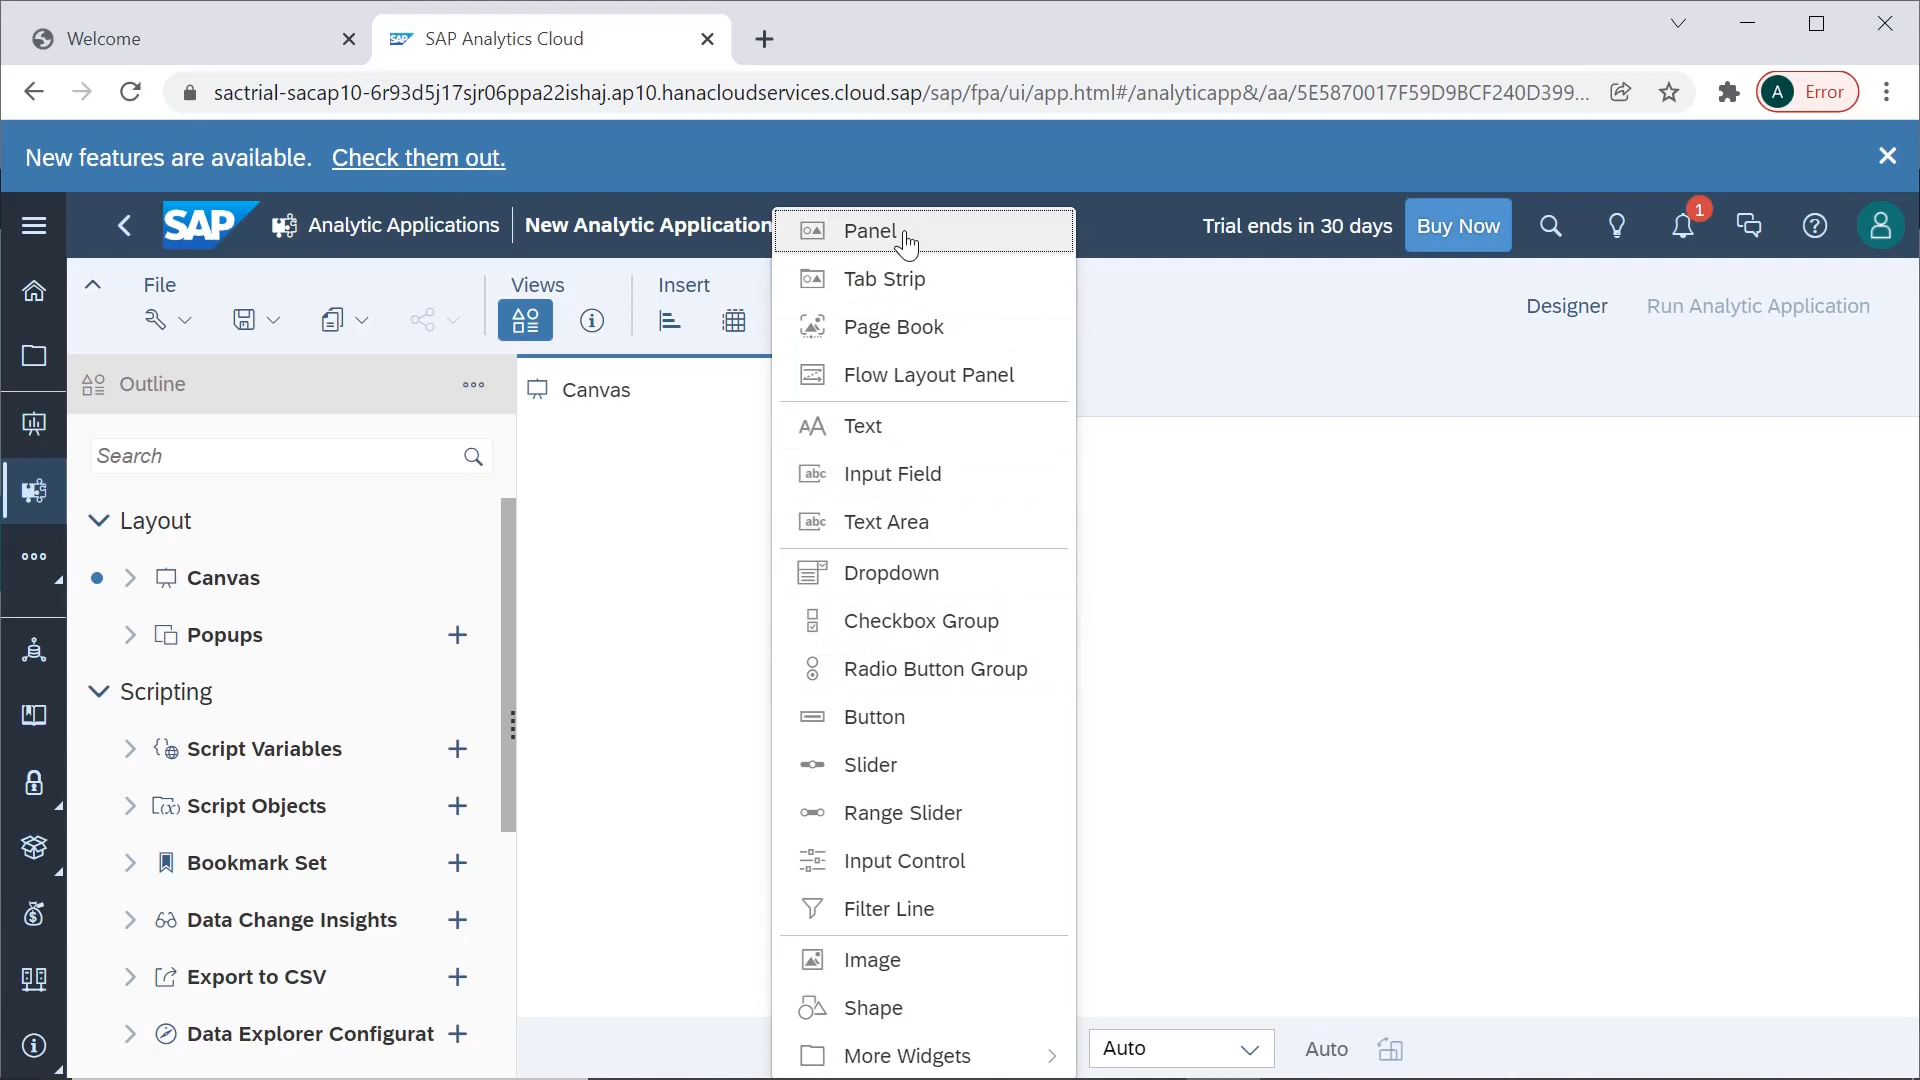 Welcome
SAP Analytics Cloud
sactrial-sacap10-6r93d5j17sjr06ppa22ishaj.ap10.hanacloudservices.cloud.sap/sap/fpa/ui/app.html#/analyticapp&/aa/5E5870017F59D9BCF240D399...
A Error
New features are available. Check them out.
SAP Analytic Applications New Analytic Application
Trial ends in 30 days Buy Now 1
File Views Insert
Designer Run Analytic Application
Outline
Search
Layout
Canvas
Popups
Scripting
Script Variables
Script Objects
Bookmark Set
Data Change Insights
Export to CSV
Data Explorer Configurat
Canvas
Panel
Tab Strip
Page Book
Flow Layout Panel
AA Text
abc Input Field
abc Text Area
Dropdown
Checkbox Group
Radio Button Group
Button
Slider
Range Slider
Input Control
Filter Line
Image
Shape
More Widgets
Auto Auto